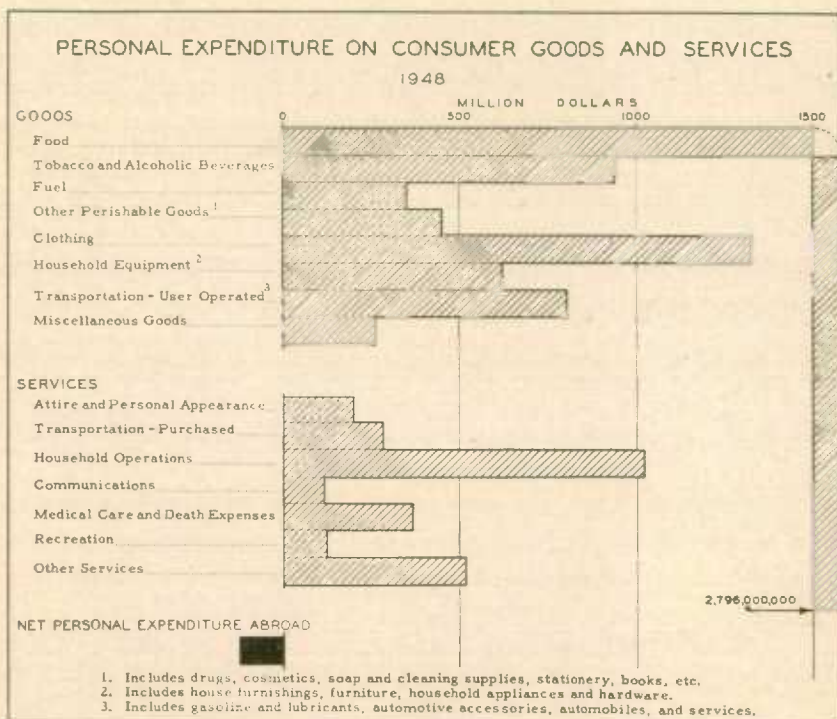 PERSONAL EXPENDITURE ON CONSUMER GOODS AND SERVICES
1948
MILLION DOLLARS
GOODS 0 500 1000 1500
Food
Tobacco and Alcoholic Beverages
Fuel
Other Perishable Goods 1
Clothing
Household Equipment 2
Transportation - User Operated 3
Miscellaneous Goods
SERVICES
Attire and Personal Appearance
Transportation - Purchased
Household Operations
Communications
Medical Care and Death Expenses
Recreation
Other Services
2,796,000,000
NET PERSONAL EXPENDITURE ABROAD
1. Includes drugs, cosmetics, soap and cleaning supplies, stationery, books, etc.
2. Includes house furnishings, furniture, household appliances and hardware.
3. Includes gasoline and lubricants, automotive accessories, automobiles, and services.